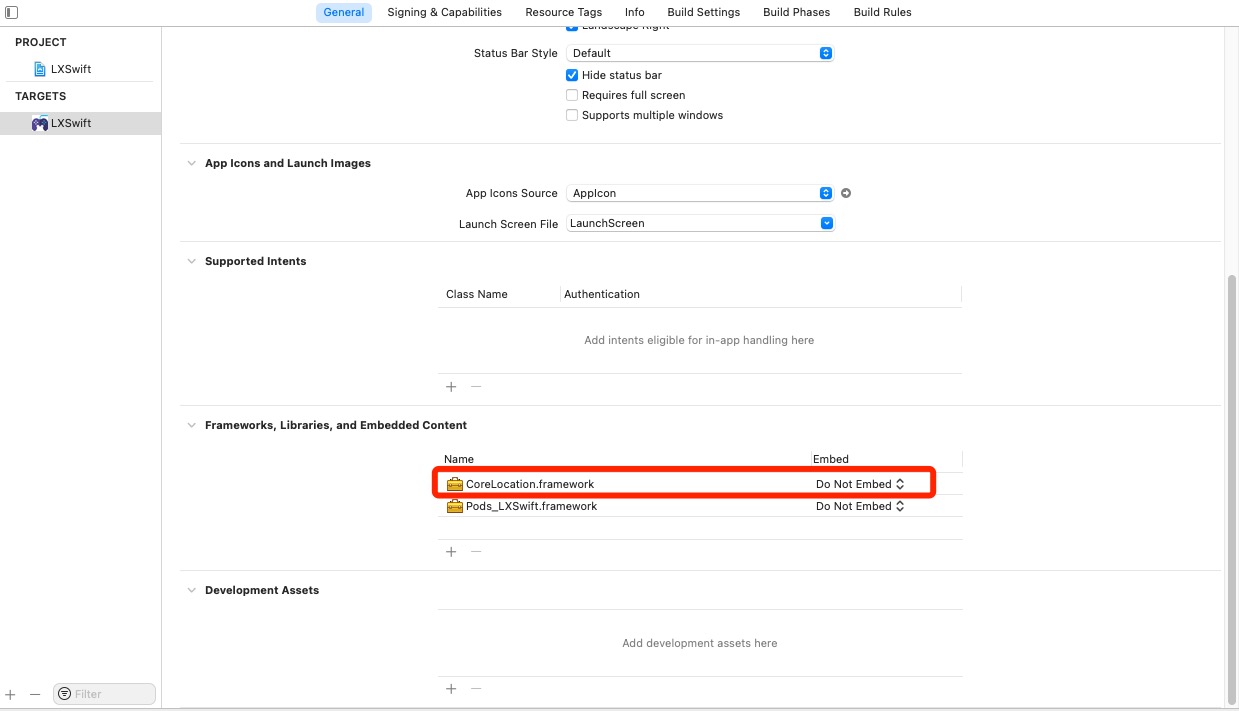 General Signing & Capabilities Resource Tags Info Build Settings Build Phases Build Rules
PROJECT
LXSwift
TARGETS
LXSwift
Landscape Right
Status Bar Style Default
Hide status bar
Requires full screen
Supports multiple windows
App Icons and Launch Images
App Icons Source AppIcon
Launch Screen File LaunchScreen
Supported Intents
Class Name Authentication
Add intents eligible for in-app handling here
Frameworks, Libraries, and Embedded Content
Name Embed
CoreLocation.framework Do Not Embed
Pods_LXSwift.framework Do Not Embed
Development Assets
Add development assets here
Filter